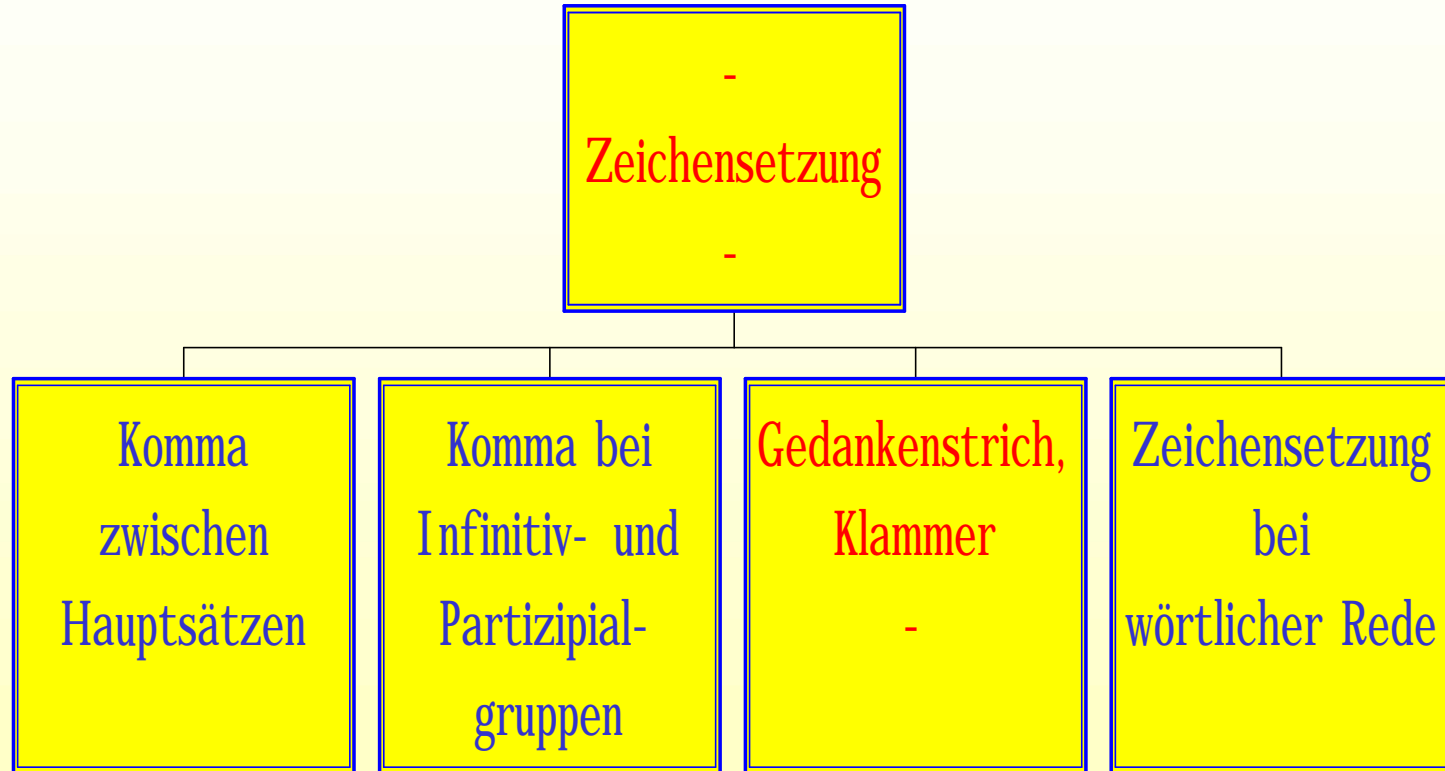 -
Zeichensetzung
-
Komma
zwischen
Hauptsätzen
Komma bei
Infinitiv- und
Partizipial-
gruppen
Gedankenstrich,
Klammer
-
Zeichensetzung
bei
wörtlicher Rede